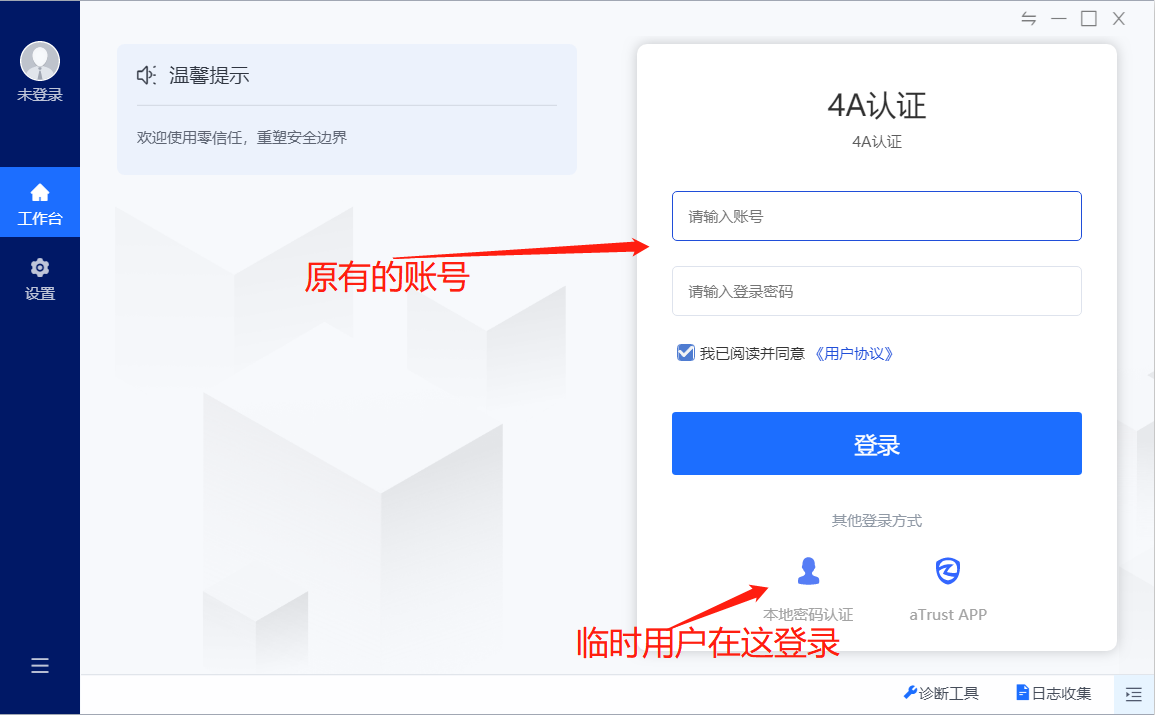 未登录
工作台
设置
温馨提示
欢迎使用零信任，重塑安全边界
4A认证
4A认证
请输入账号
原有的账号
请输入登录密码
我已阅读并同意 《用户协议》
登录
其他登录方式
本地密码认证
aTrust APP
临时用户在这登录
诊断工具
日志收集